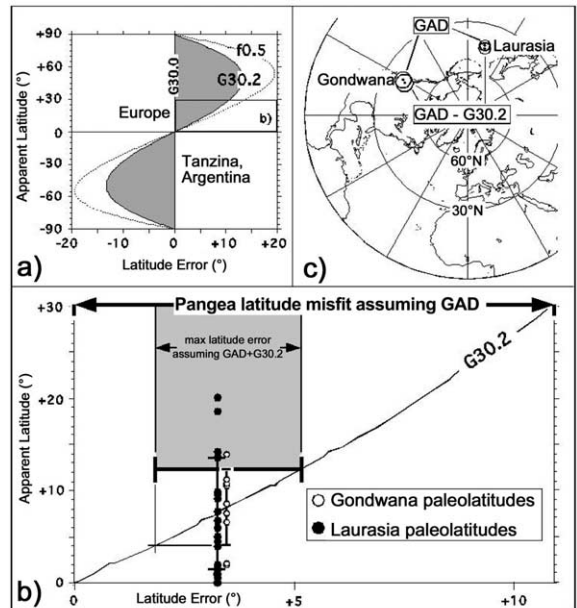 a)
Apparent Latitude (°)
+90
+60
+30
0
-30
-60
-90
G30.0
f0.5
G30.2
Europe
b)
Tanzina,
Argentina
-20
-10
0
+10
+20
Latitude Error (°)
c)
GAD
Laurasia
Gondwana
GAD - G30.2
60°N
30°N
b)
Apparent Latitude (°)
+30
+20
+10
0
Pangea latitude misfit assuming GAD
max latitude error
assuming GAD+G30.2
G30.2
Gondwana paleolatitudes
Laurasia paleolatitudes
0
Latitude Error (°)
+5
+10